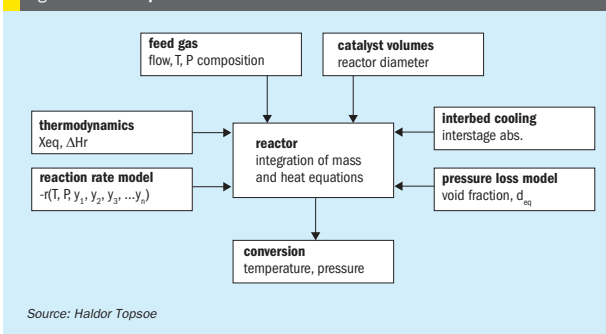 feed gas
flow, T, P composition
catalyst volumes
reactor diameter
thermodynamics
Xeq, ΔHr
reactor
integration of mass
and heat equations
interbed cooling
interstage abs.
reaction rate model
-r(T, P, y₁, y₂, y₃, ...yₙ)
pressure loss model
void fraction, d_eq
conversion
temperature, pressure
Source: Haldor Topsoe